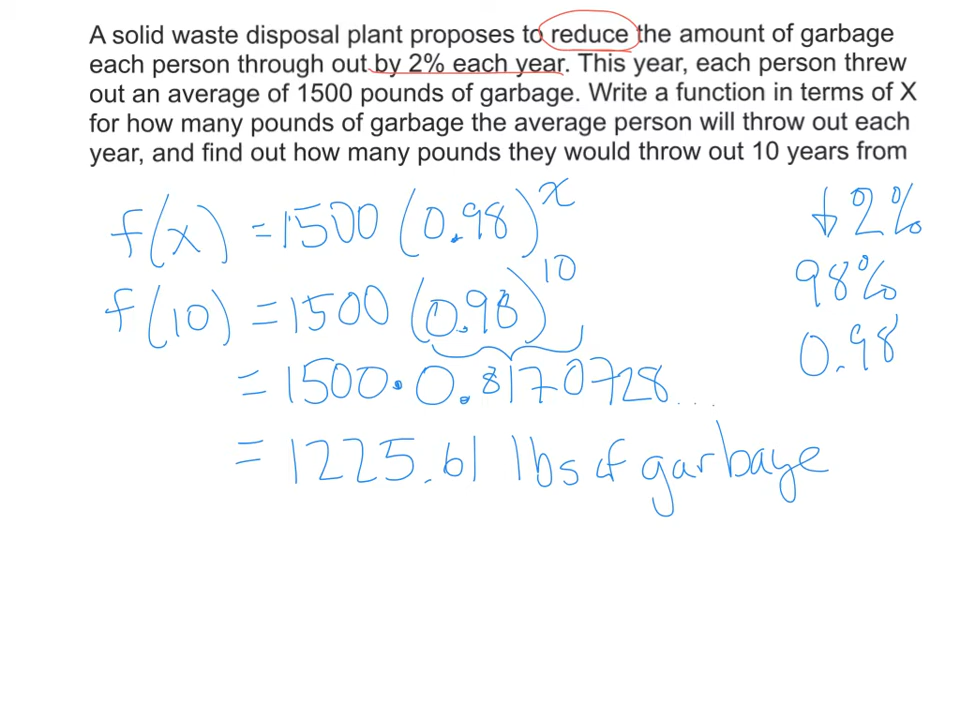 A solid waste disposal plant proposes to reduce the amount of garbage
each person through out by 2% each year. This year, each person threw
out an average of 1500 pounds of garbage. Write a function in terms of X
for how many pounds of garbage the average person will throw out each
year, and find out how many pounds they would throw out 10 years from
f(x) = 1500 (0.98)^x
↓2%
f(10) = 1500 (0.98)^10
98%
0.98
= 1500 · 0.8170728...
= 1225.61 lbs of garbage